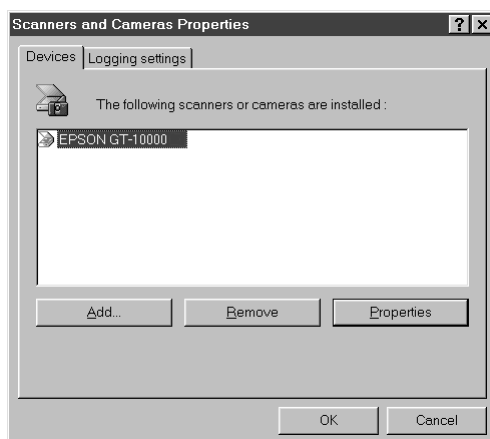 Scanners and Cameras Properties
Devices
Logging settings
The following scanners or cameras are installed :
EPSON GT-10000
Add...
Remove
Properties
OK
Cancel